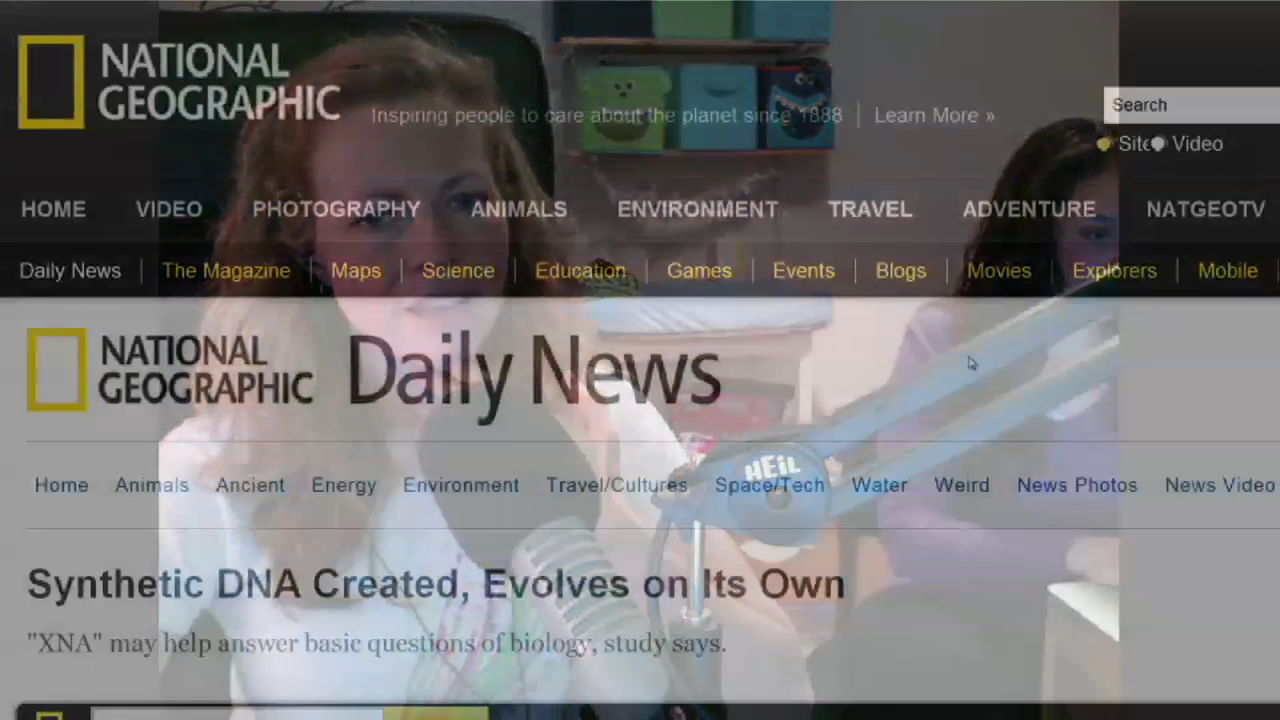 NATIONAL
GEOGRAPHIC
Inspiring people to care about the planet since 1888 Learn More »
Search
Site Video
HOME VIDEO PHOTOGRAPHY ANIMALS ENVIRONMENT TRAVEL ADVENTURE NATGEOTV
Daily News The Magazine Maps Science Education Games Events Blogs Movies Explorers Mobile
NATIONAL
GEOGRAPHIC
Daily News
Home Animals Ancient Energy Environment Travel/Cultures Space/Tech Water Weird News Photos News Video
HEiL
Synthetic DNA Created, Evolves on Its Own
"XNA" may help answer basic questions of biology, study says.